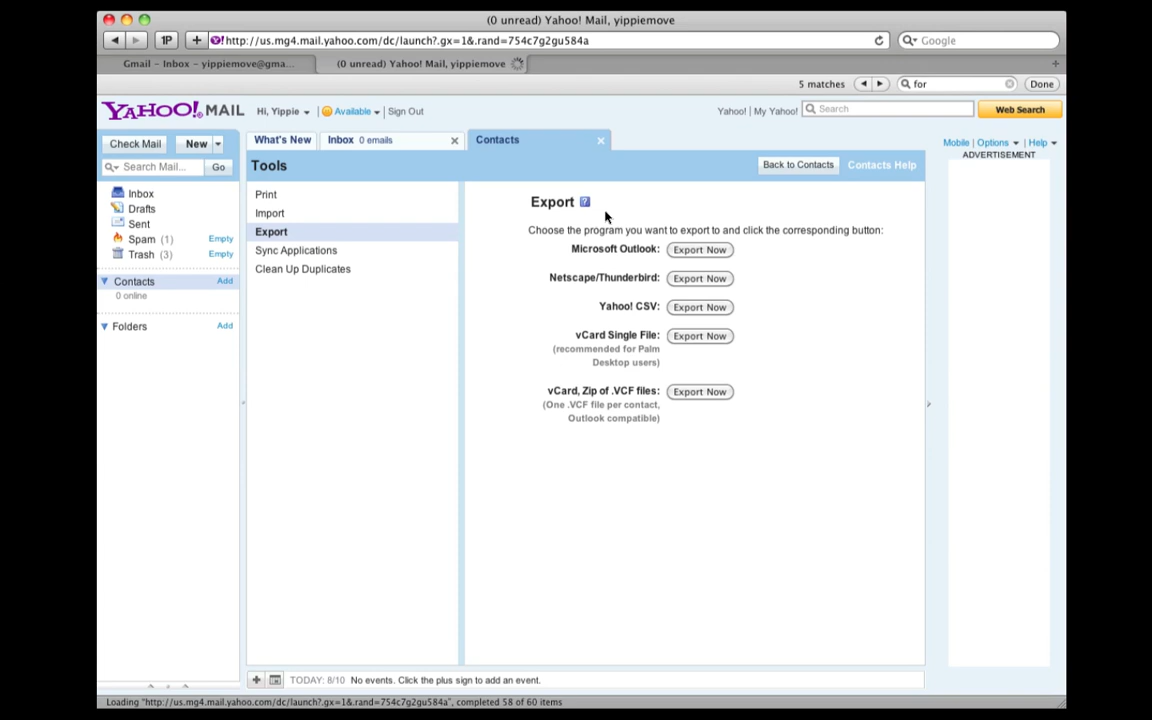 (0 unread) Yahoo! Mail, yippiemove
1P
http://us.mg4.mail.yahoo.com/dc/launch?.gx=1&.rand=754c7g2gu584a
Google
Gmail – Inbox – yippiemove@gma...
(0 unread) Yahoo! Mail, yippiemove
5 matches
for
Done
YAHOO! MAIL
Hi, Yippie
Available
Sign Out
Yahoo! | My Yahoo!
Search
Web Search
Check Mail
New
What's New
Inbox 0 emails
Contacts
Mobile | Options | Help
ADVERTISEMENT
Search Mail...
Go
Tools
Back to Contacts
Contacts Help
Inbox
Drafts
Sent
Spam (1) Empty
Trash (3) Empty
Contacts Add
0 online
Folders Add
Print
Import
Export
Sync Applications
Clean Up Duplicates
Export ?
Choose the program you want to export to and click the corresponding button:
Microsoft Outlook: Export Now
Netscape/Thunderbird: Export Now
Yahoo! CSV: Export Now
vCard Single File: Export Now
(recommended for Palm
Desktop users)
vCard, Zip of .VCF files: Export Now
(One .VCF file per contact,
Outlook compatible)
TODAY: 8/10 No events. Click the plus sign to add an event.
Loading "http://us.mg4.mail.yahoo.com/dc/launch?.gx=1&.rand=754c7g2gu584a", completed 58 of 60 items